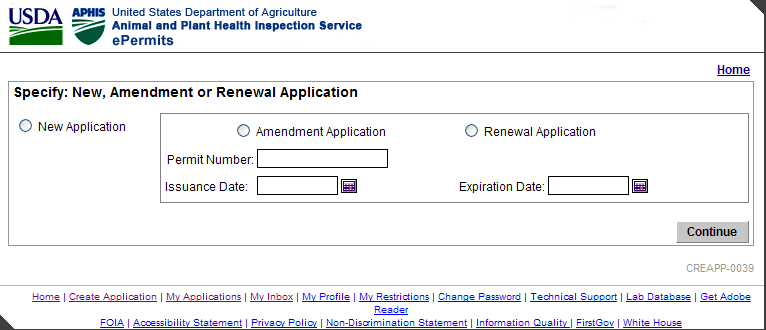 USDA APHIS United States Department of Agriculture
Animal and Plant Health Inspection Service
ePermits
Home
Specify: New, Amendment or Renewal Application
New Application
Amendment Application Renewal Application
Permit Number:
Issuance Date: Expiration Date:
Continue
CREAPP-0039
Home | Create Application | My Applications | My Inbox | My Profile | My Restrictions | Change Password | Technical Support | Lab Database | Get Adobe
Reader
FOIA | Accessibility Statement | Privacy Policy | Non-Discrimination Statement | Information Quality | FirstGov | White House